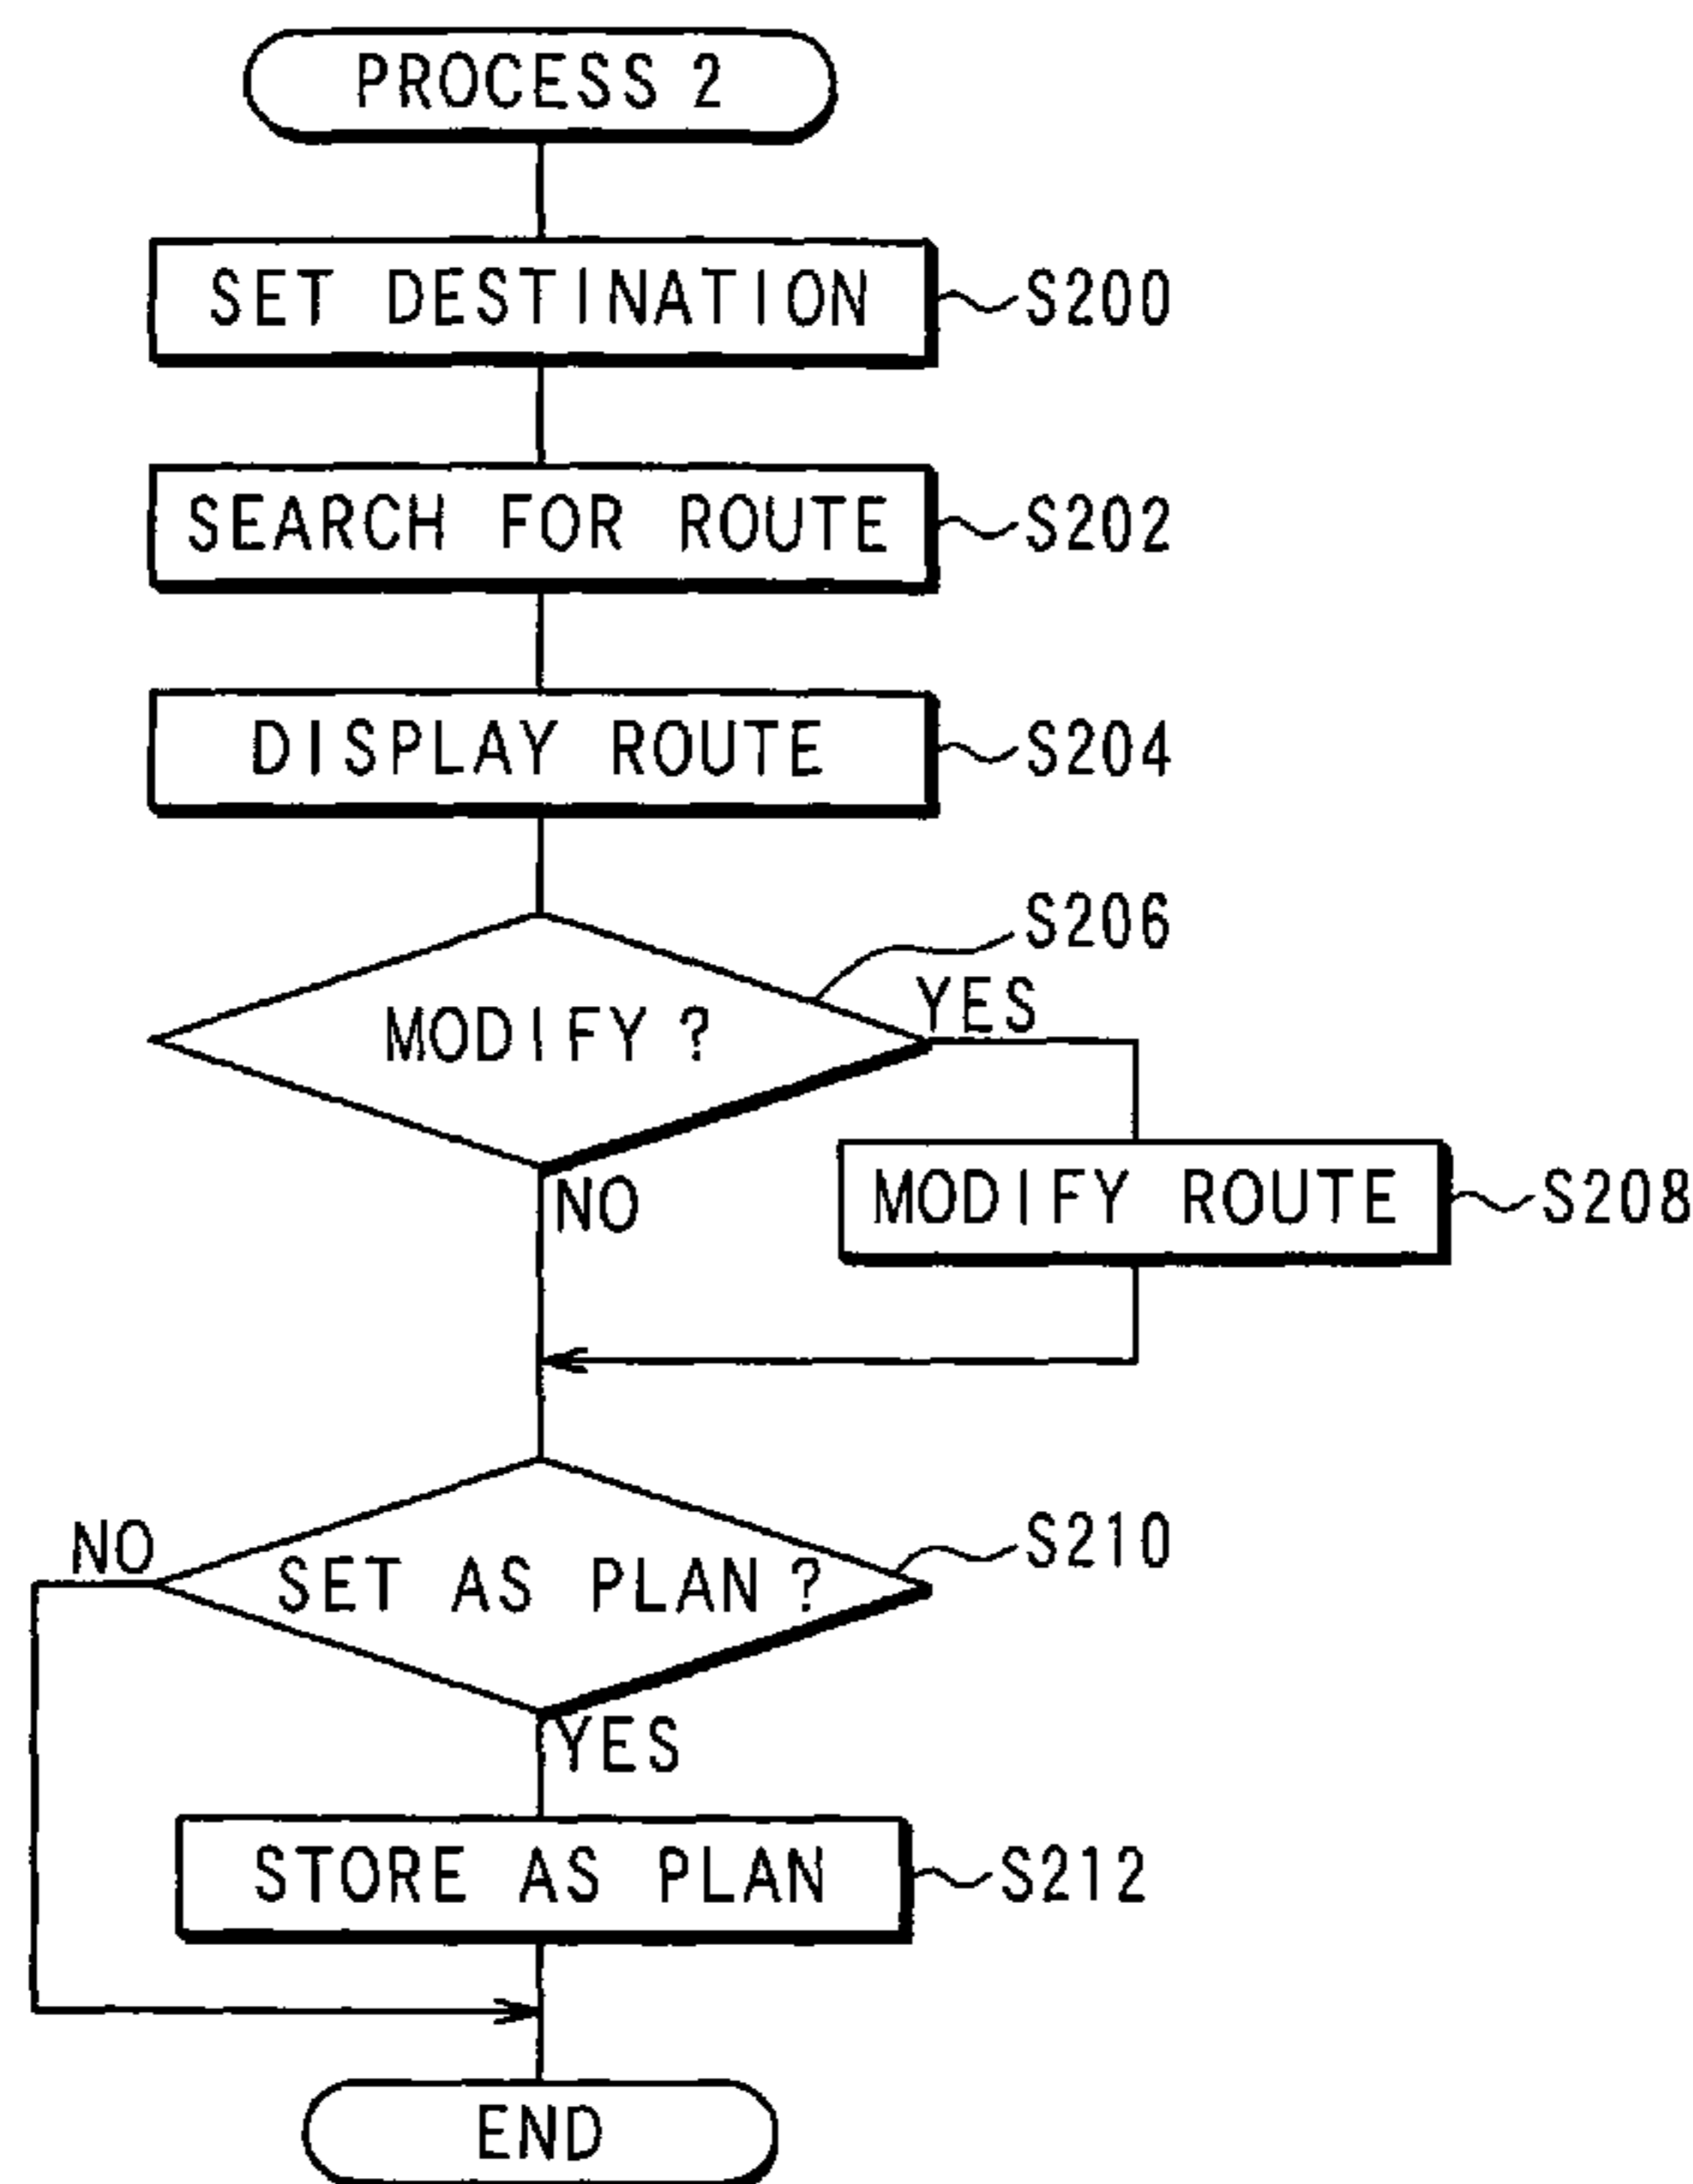 PROCESS 2
SET DESTINATION
S200
SEARCH FOR ROUTE
S202
DISPLAY ROUTE
S204
S206
MODIFY ?
YES
NO
MODIFY ROUTE
S208
SET AS PLAN ?
S210
NO
YES
STORE AS PLAN
S212
END